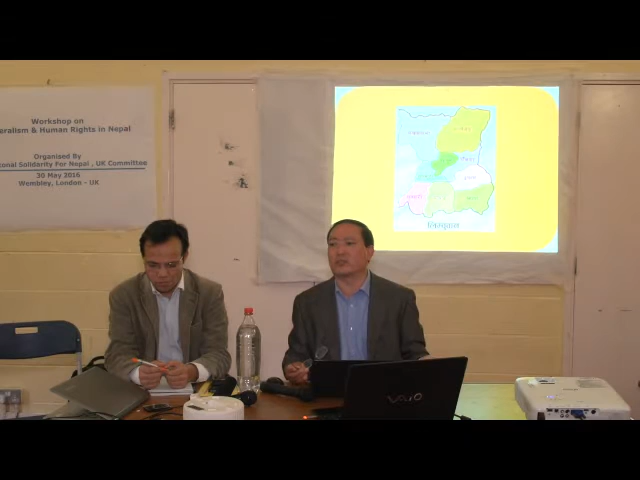 Workshop on
eralism & Human Rights in Nepal
Organised By
ional Solidarity For Nepal , UK Committee
30 May 2016
Wembley, London - UK
लिम्बुवान
VAIO